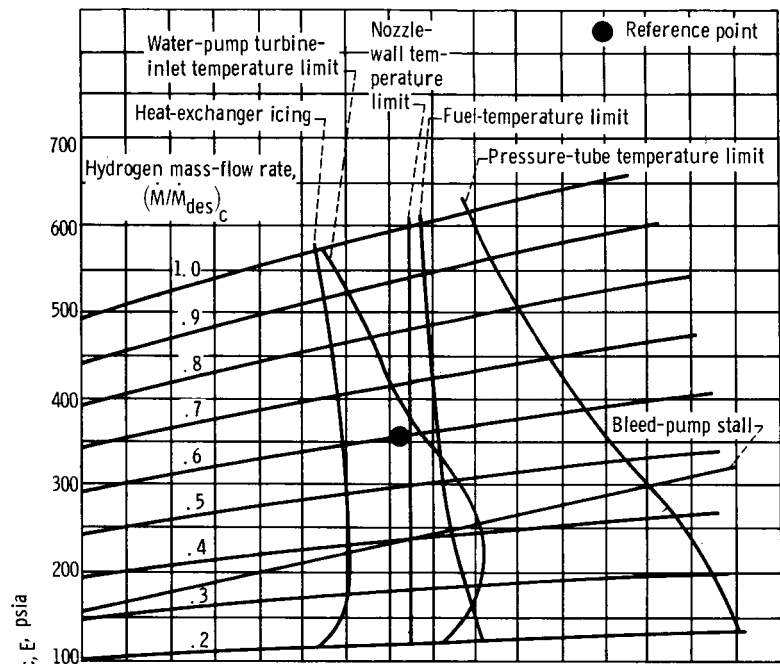 Reference point
Water-pump turbine-
inlet temperature limit
Nozzle-
wall tem-
perature
limit
Heat-exchanger icing
Fuel-temperature limit
Pressure-tube temperature limit
Hydrogen mass-flow rate,
(Ṁ/Ṁdes)C
700
600
500
400
300
200
100
1.0
.9
.8
.7
.6
.5
.4
.3
.2
Bleed-pump stall
E, psia